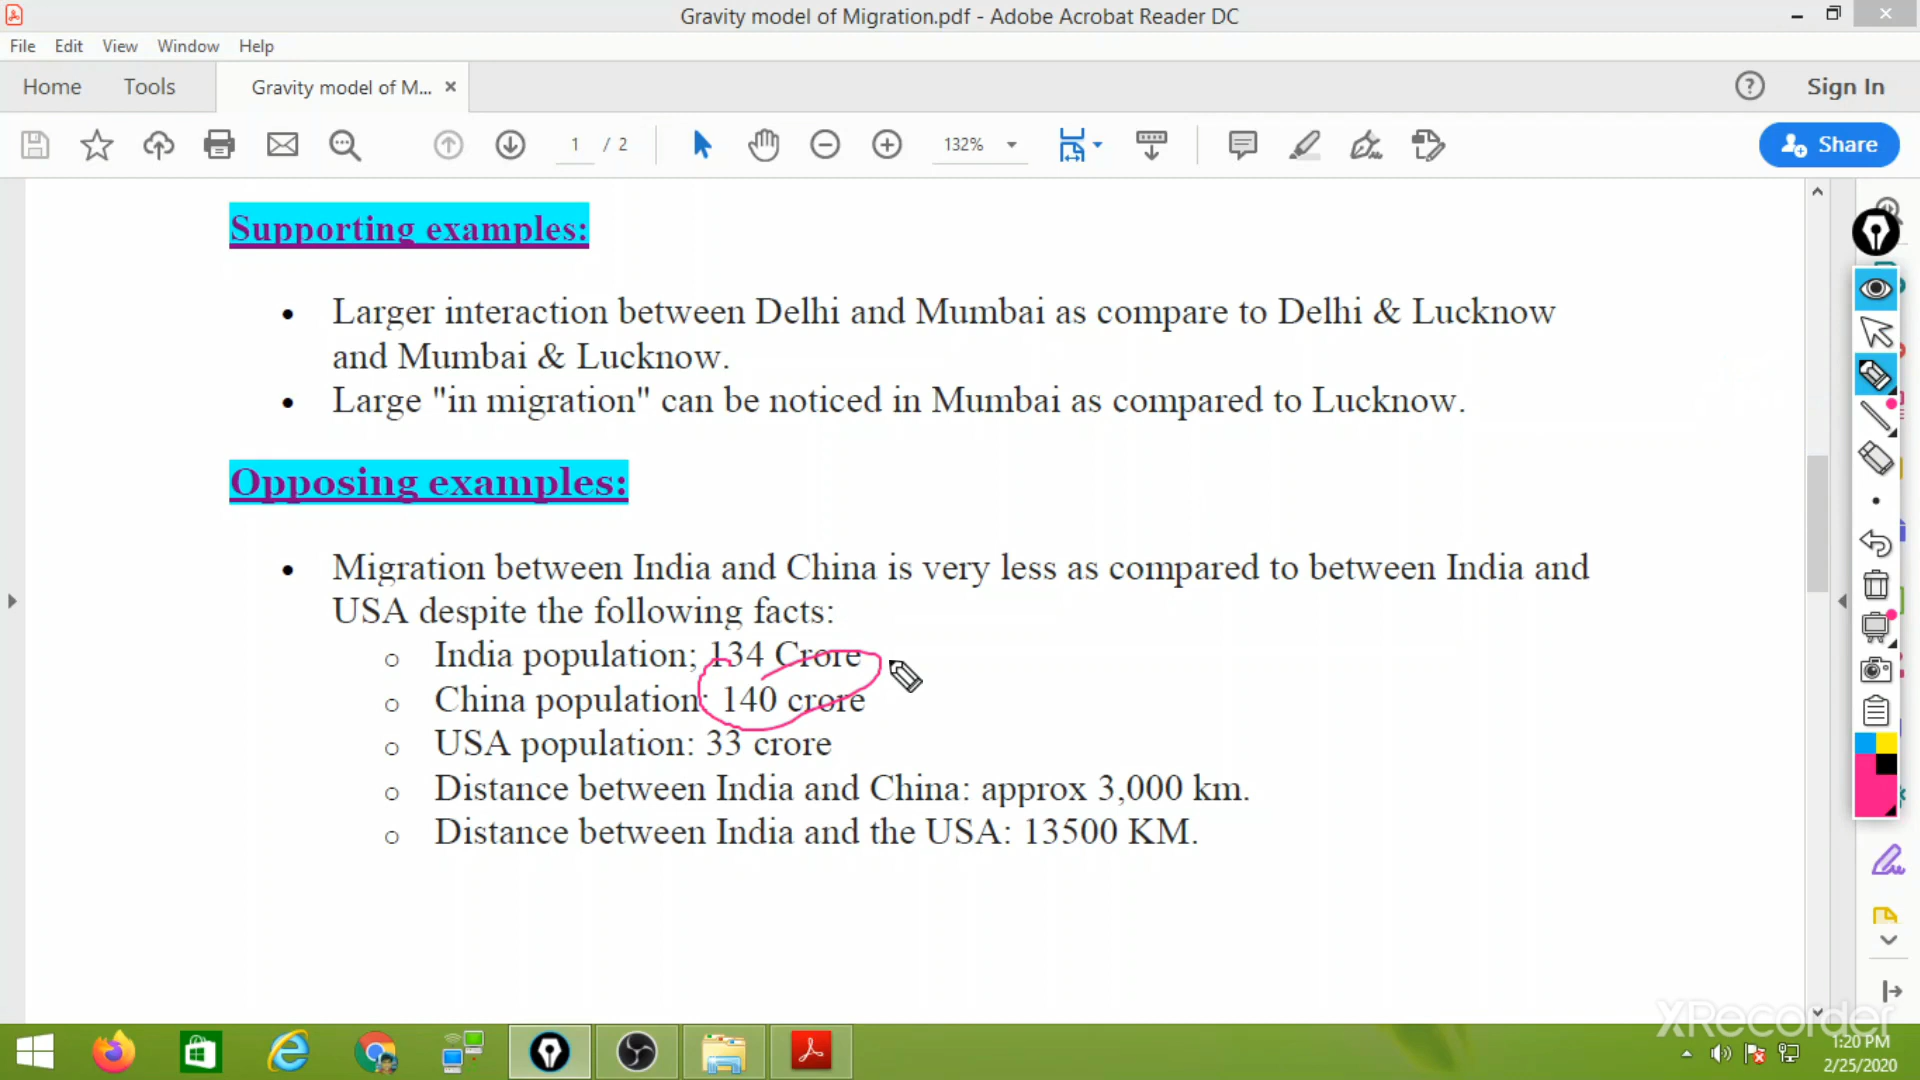 Gravity model of Migration.pdf - Adobe Acrobat Reader DC
File Edit View Window Help
Home Tools Gravity model of M... × Sign In
1 / 2 132% Share
Supporting examples:
• Larger interaction between Delhi and Mumbai as compare to Delhi & Lucknow
and Mumbai & Lucknow.
• Large "in migration" can be noticed in Mumbai as compared to Lucknow.
Opposing examples:
• Migration between India and China is very less as compared to between India and
USA despite the following facts:
o India population; 134 Crore
o China population: 140 crore
o USA population: 33 crore
o Distance between India and China: approx 3,000 km.
o Distance between India and the USA: 13500 KM.
XRecorder
1:20 PM
2/25/2020